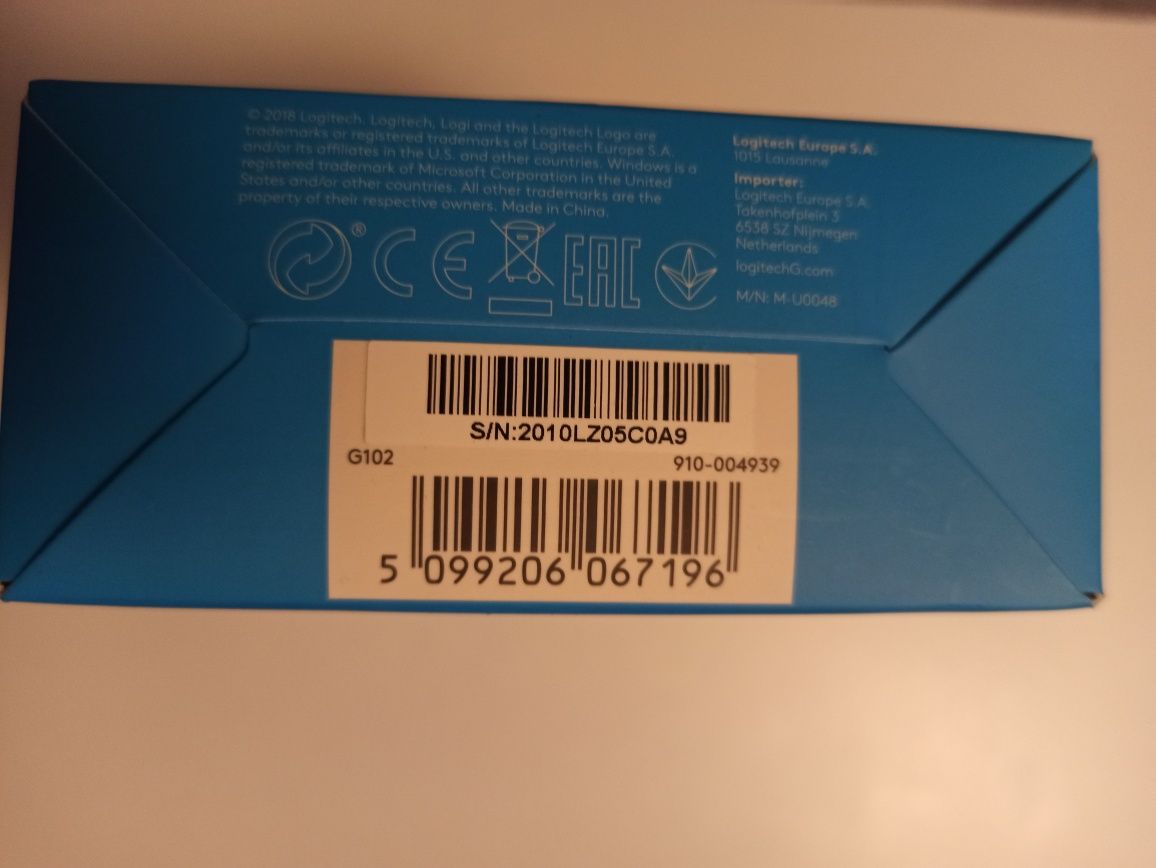 © 2018 Logitech. Logitech, Logi and the Logitech Logo are
trademarks or registered trademarks of Logitech Europe S.A.
and/or its affiliates in the U.S. and other countries. Windows is a
registered trademark of Microsoft Corporation in the United
States and/or other countries. All other trademarks are the
property of their respective owners. Made in China.
® CE EAC
Logitech Europe S.A.
1015 Lausanne
Importer:
Logitech Europe S.A.
Takenhofplein 3
6538 SZ Nijmegen
Netherlands
logitechG.com
M/N: M-U0048
S/N:2010LZ05C0A9
G102
910-004939
5 099206 067196